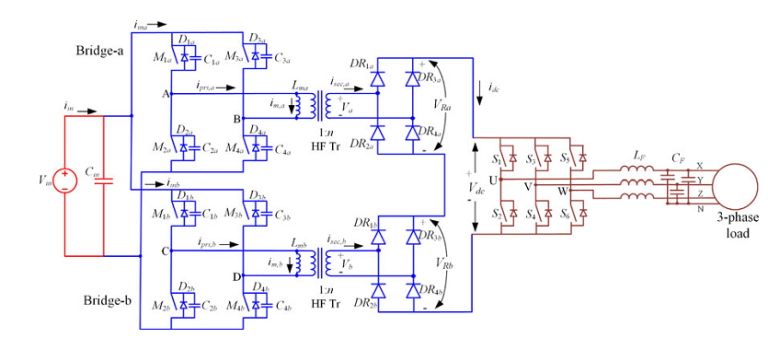 i_ma
D_1a
D_3a
Bridge-a
M_1a
C_1a
M_3a
C_3a
DR_1a
DR_3a
i_in
i_pri,a
L_ma
i_sec,a
i_dc
A
B
i_m,a
V_a
V_Ra
+
-
1:n
HF Tr
D_2a
D_4a
M_2a
C_2a
M_4a
C_4a
DR_2a
DR_4a
V_in
C_in
i_mb
D_1b
D_3b
M_1b
C_1b
M_3b
C_3b
DR_1b
DR_3b
V_dc
S_1
S_3
S_5
U
V
W
S_2
S_4
S_6
L_F
C_F
X
Y
Z
N
3-phase
load
i_pri,b
L_mb
i_sec,b
C
D
i_m,b
V_b
V_Rb
1:n
HF Tr
Bridge-b
D_2b
D_4b
M_2b
C_2b
M_4b
C_4b
DR_2b
DR_4b